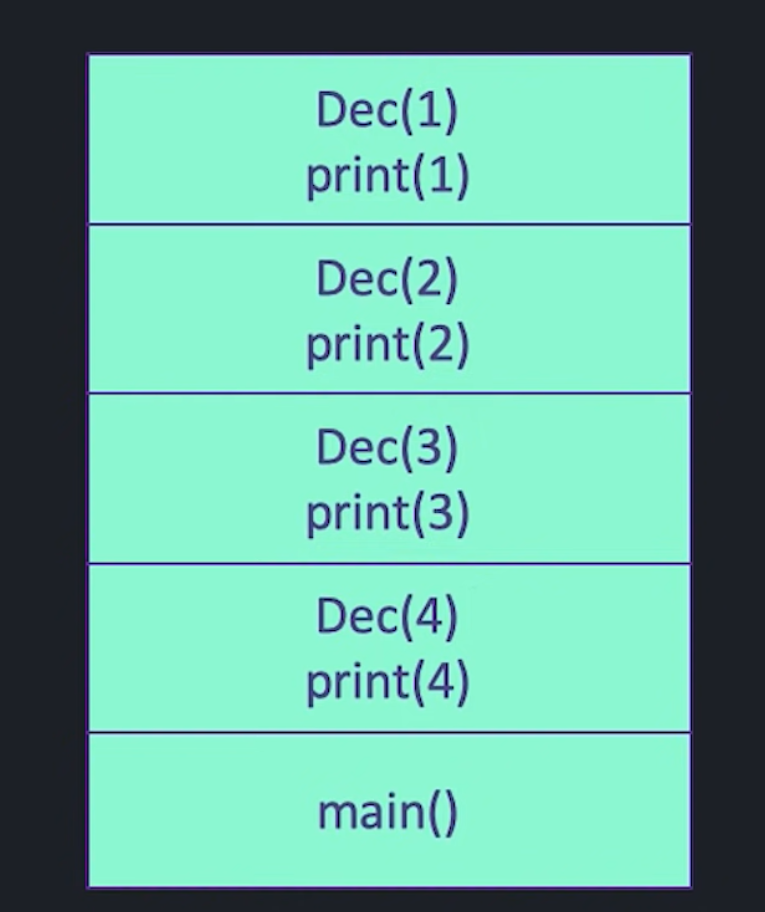 Dec(1)
print(1)
Dec(2)
print(2)
Dec(3)
print(3)
Dec(4)
print(4)
main()